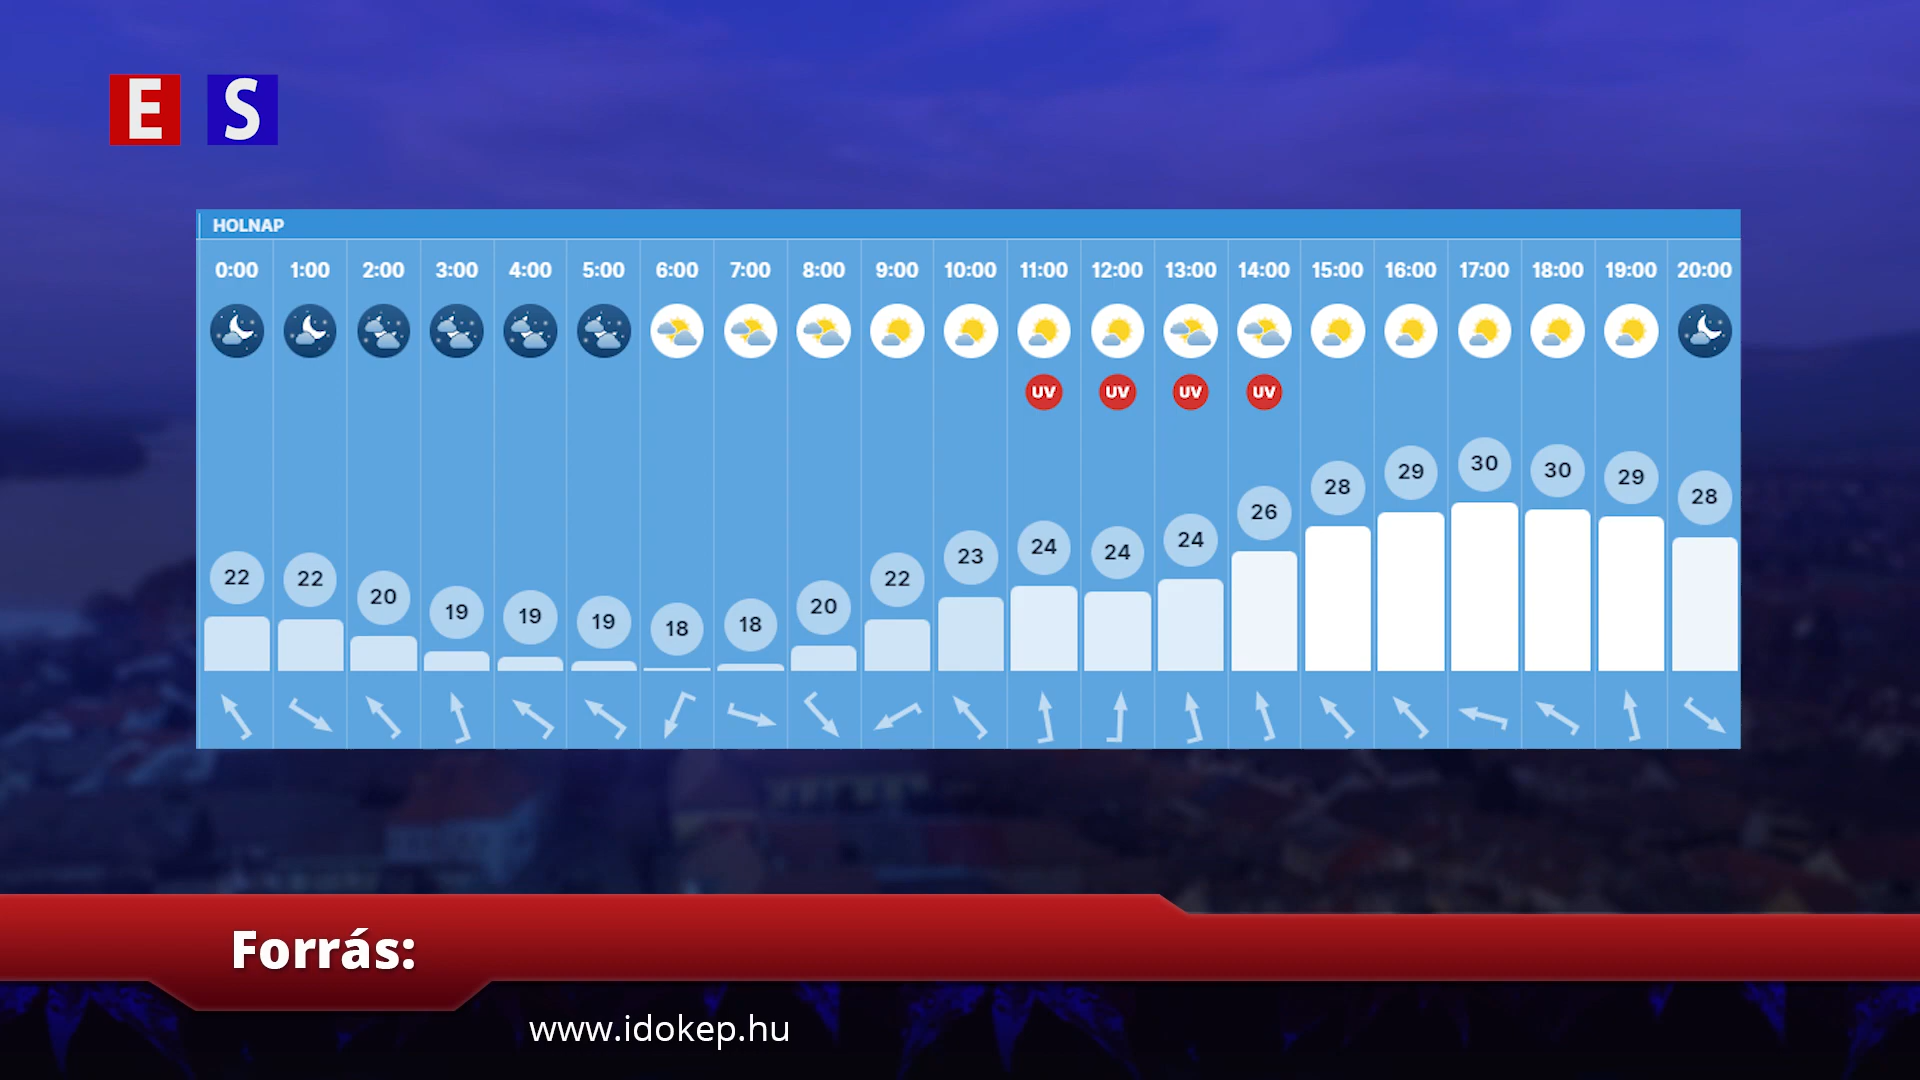 E S
HOLNAP
0:00 1:00 2:00 3:00 4:00 5:00 6:00 7:00 8:00 9:00 10:00 11:00 12:00 13:00 14:00 15:00 16:00 17:00 18:00 19:00 20:00
UV UV UV UV
22 22 20 19 19 19 18 18 20 22 23 24 24 24 26 28 29 30 30 29 28
Forrás:
www.idokep.hu